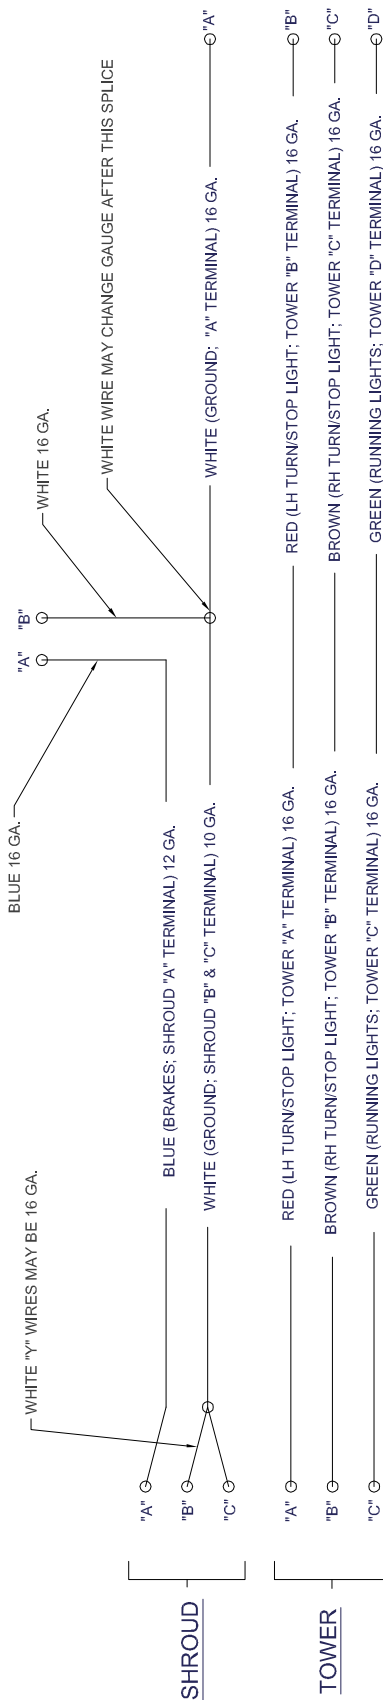 BLUE 16 GA.
WHITE "Y" WIRES MAY BE 16 GA.
"A"
"B"
WHITE 16 GA.
WHITE WIRE MAY CHANGE GAUGE AFTER THIS SPLICE
SHROUD
"A"
BLUE (BRAKES; SHROUD "A" TERMINAL) 12 GA.
"B"
"C"
WHITE (GROUND; SHROUD "B" & "C" TERMINAL) 10 GA.
WHITE (GROUND; "A" TERMINAL) 16 GA.
"A"
TOWER
"A"
RED (LH TURN/STOP LIGHT; TOWER "A" TERMINAL) 16 GA.
RED (LH TURN/STOP LIGHT; TOWER "B" TERMINAL) 16 GA.
"B"
"B"
BROWN (RH TURN/STOP LIGHT; TOWER "B" TERMINAL) 16 GA.
BROWN (RH TURN/STOP LIGHT; TOWER "C" TERMINAL) 16 GA.
"C"
"C"
GREEN (RUNNING LIGHTS; TOWER "C" TERMINAL) 16 GA.
GREEN (RUNNING LIGHTS; TOWER "D" TERMINAL) 16 GA.
"D"